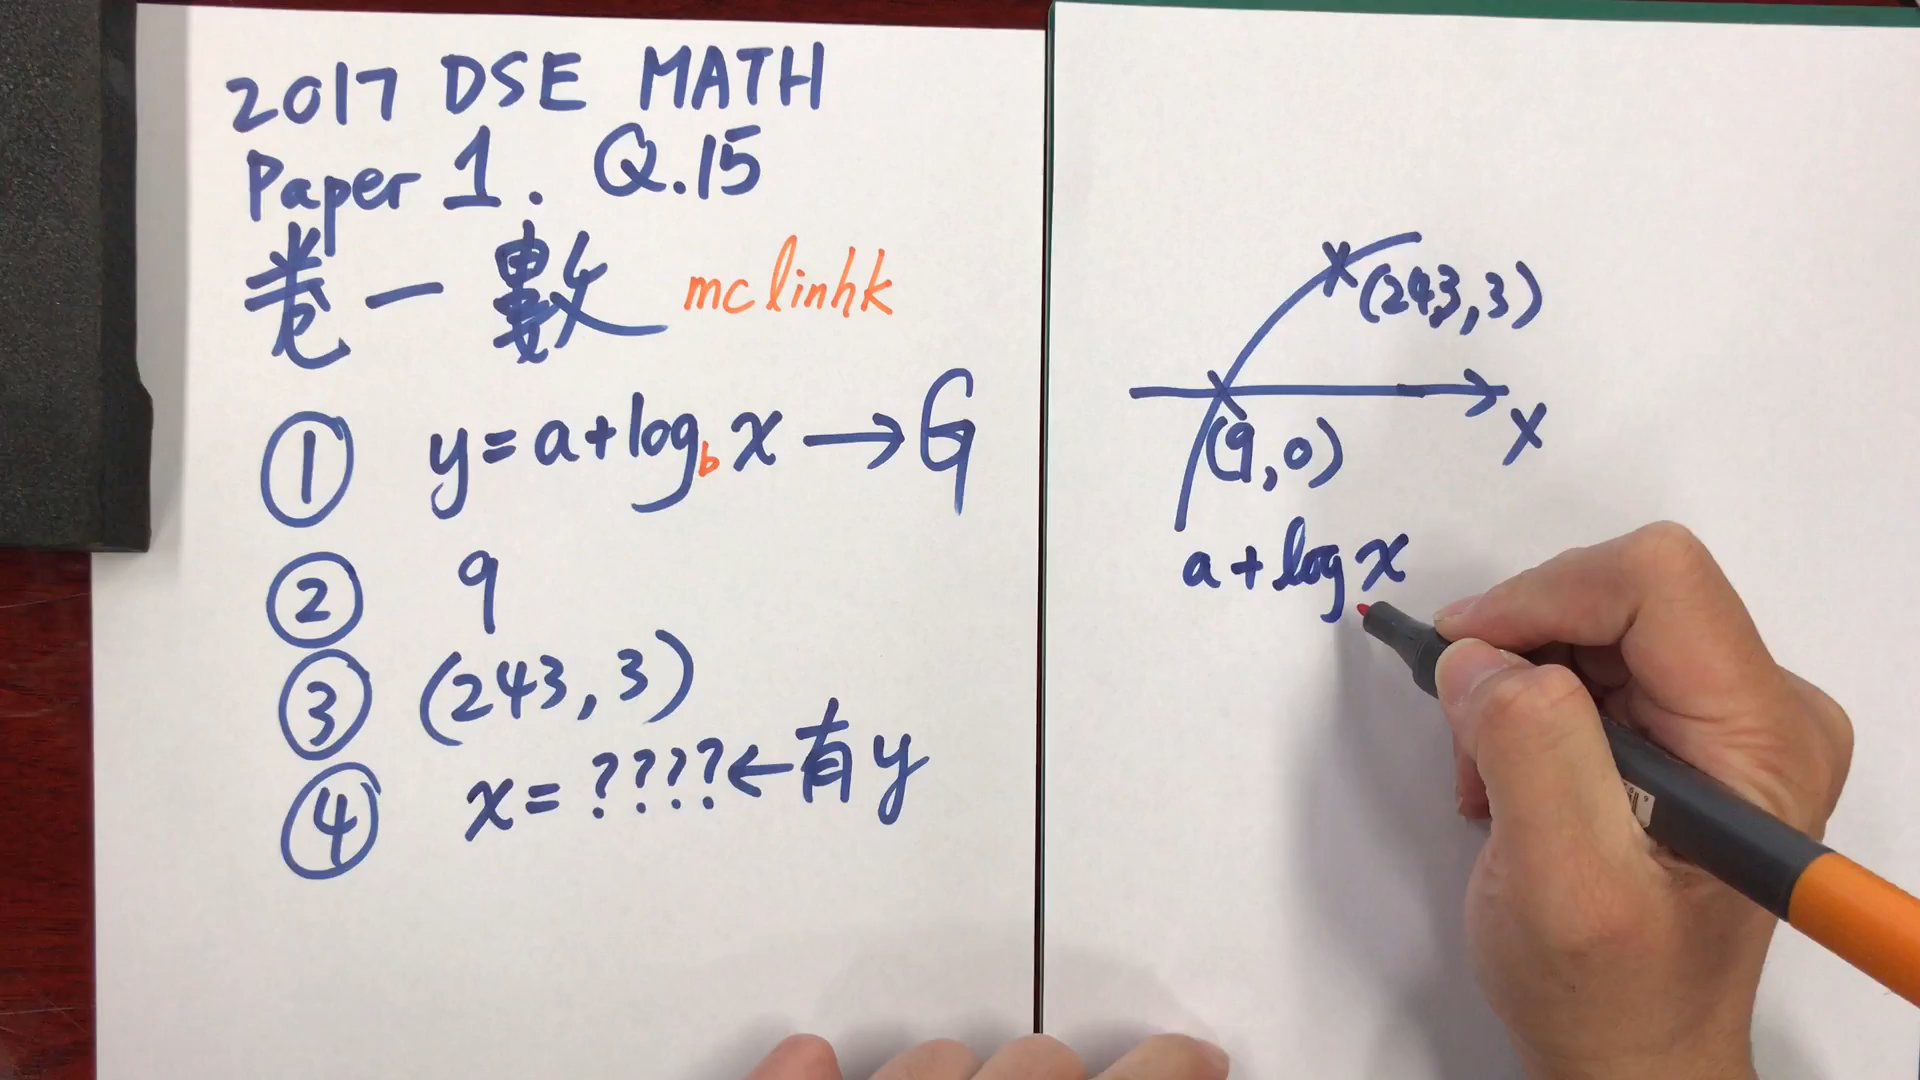 2017 DSE MATH
Paper 1. Q.15
卷一數 mclinhk
① y=a+log_b x → G
② 9
③ (243,3)
④ x=????←有y
(243,3)
x
(9,0)
a+log x